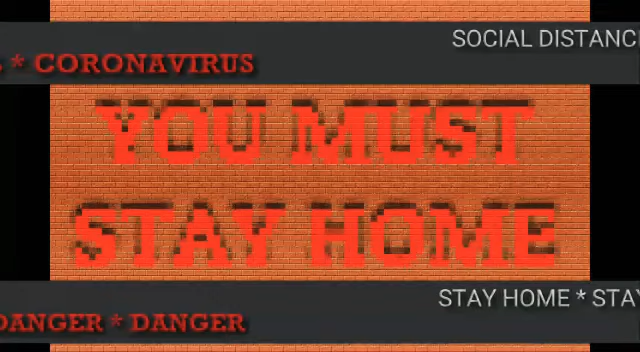 SOCIAL DISTANC
* CORONAVIRUS
YOU MUST
STAY HOME
STAY HOME * STAY
DANGER * DANGER